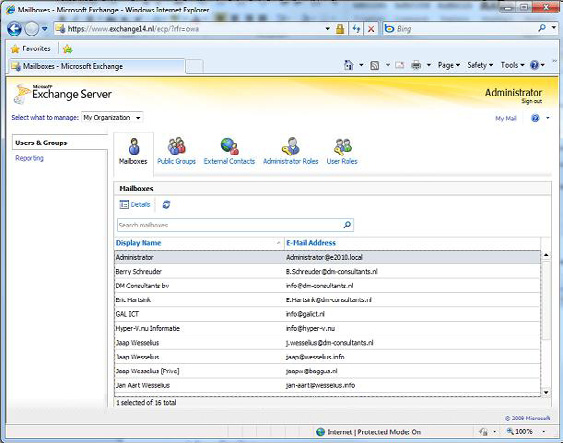 Mailboxes - Microsoft Exchange - Windows Internet Explorer
https://www.exchange14.nl/ecp/?rfr=owa
Bing
Favorites
Mailboxes - Microsoft Exchange
Page Safety Tools
Microsoft
Exchange Server
Administrator
Sign out
Select what to manage: My Organization
My Mail
Users & Groups
Reporting
Mailboxes Public Groups External Contacts Administrator Roles User Roles
Mailboxes
Details
Search mailboxes
Display Name E-Mail Address
Administrator Administrator@e2010.local
Berry Schreuder B.Schreuder@dm-consultants.nl
DM Consultants bv info@dm-consultants.nl
Eric Hartsink E.Hartsink@dm-consultants.nl
GAL ICT info@galict.nl
Hyper-V.nu Informatie info@hyper-v.nu
Jaap Wesselius j.wesselius@dm-consultants.nl
Jaap Wesselius jaap@wesselius.info
Jaap Wesselius [Prive] jaapw@baggus.nl
Jan Aart Wesselius jan-aart@wesselius.info
1 selected of 16 total
© 2009 Microsoft
Internet | Protected Mode: On
100%